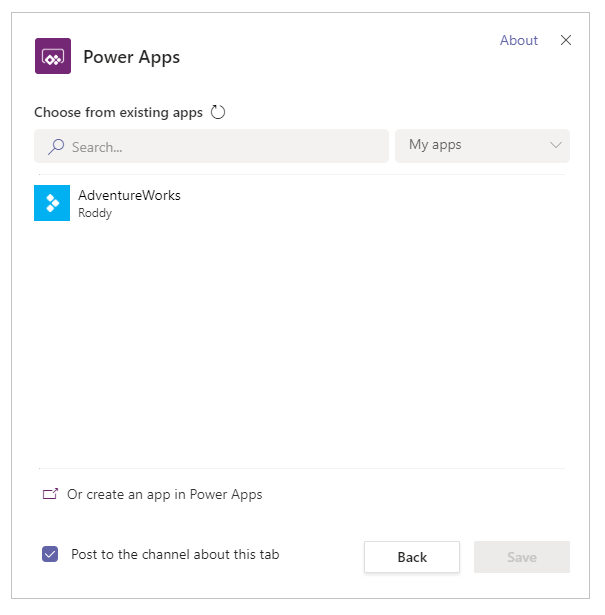 About
Power Apps
Choose from existing apps
Search...
My apps
AdventureWorks
Roddy
Or create an app in Power Apps
Post to the channel about this tab
Back
Save